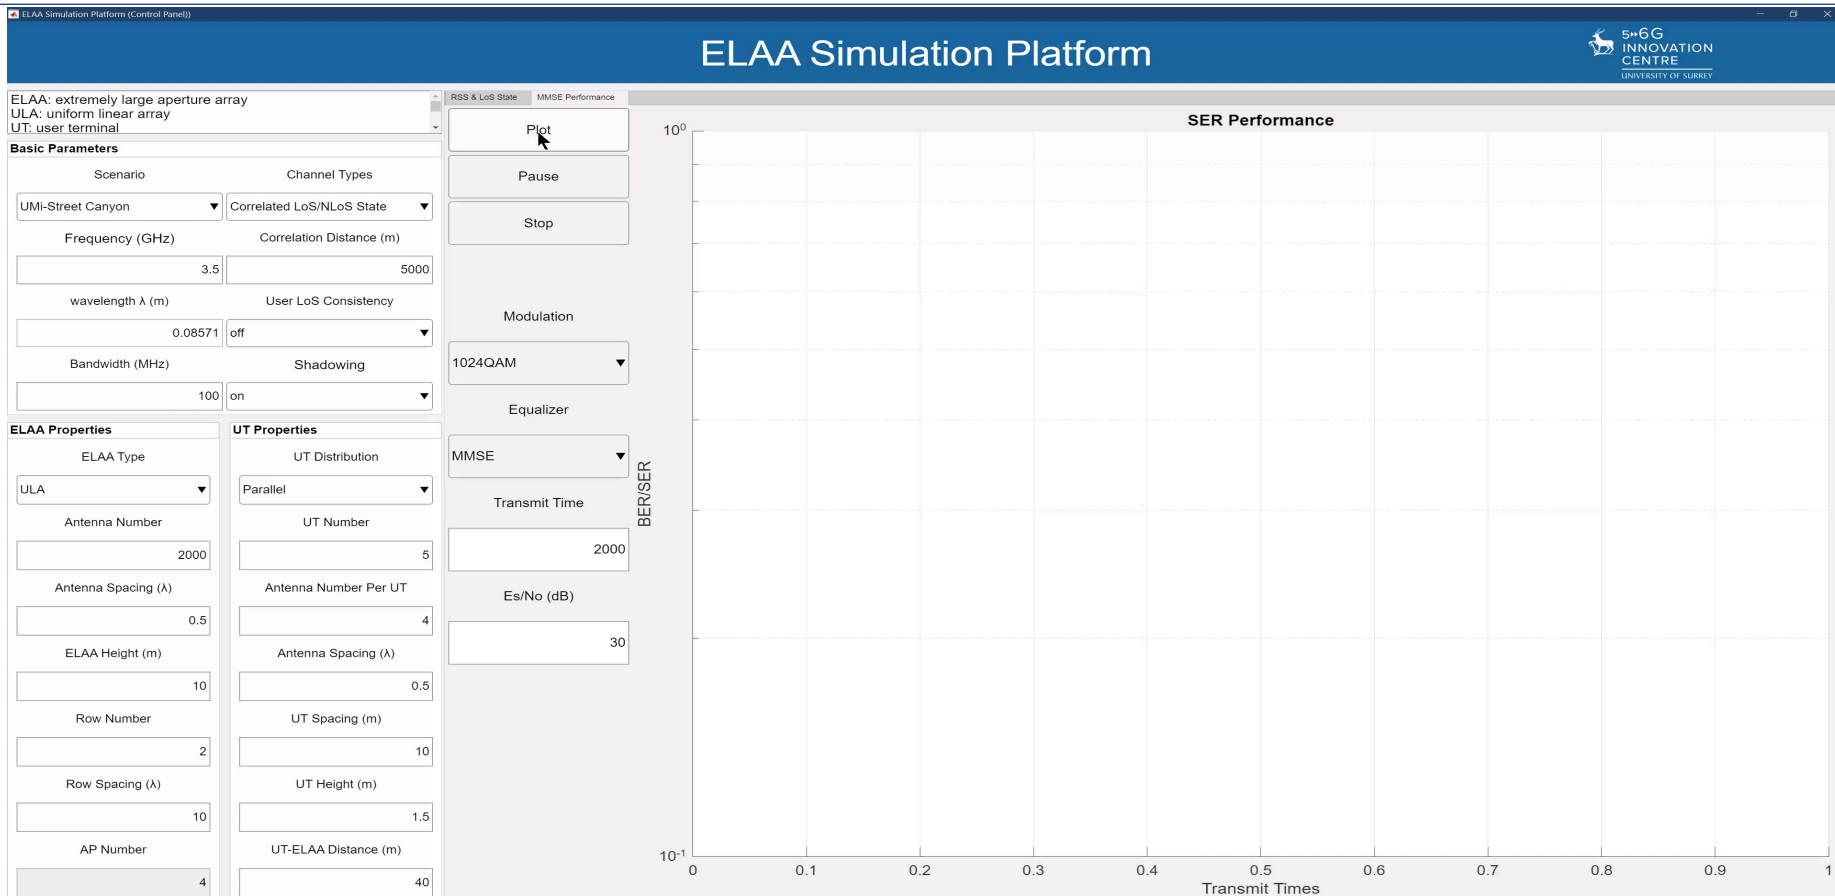 ELAA Simulation Platform (Control Panel))
ELAA Simulation Platform
5»6G
INNOVATION
CENTRE
UNIVERSITY OF SURREY
ELAA: extremely large aperture array
ULA: uniform linear array
UT: user terminal
Basic Parameters
Scenario
Channel Types
UMi-Street Canyon
Correlated LoS/NLoS State
Frequency (GHz)
Correlation Distance (m)
3.5
5000
wavelength λ (m)
User LoS Consistency
0.08571
off
Bandwidth (MHz)
Shadowing
100
on
ELAA Properties
ELAA Type
ULA
Antenna Number
2000
Antenna Spacing (λ)
0.5
ELAA Height (m)
10
Row Number
2
Row Spacing (λ)
10
AP Number
4
UT Properties
UT Distribution
Parallel
UT Number
5
Antenna Number Per UT
4
Antenna Spacing (λ)
0.5
UT Spacing (m)
10
UT Height (m)
1.5
UT-ELAA Distance (m)
40
RSS & LoS State
MMSE Performance
Plot
Pause
Stop
Modulation
1024QAM
Equalizer
MMSE
Transmit Time
2000
Es/No (dB)
30
SER Performance
10⁰
BER/SER
10⁻¹
0 0.1 0.2 0.3 0.4 0.5 0.6 0.7 0.8 0.9 1
Transmit Times